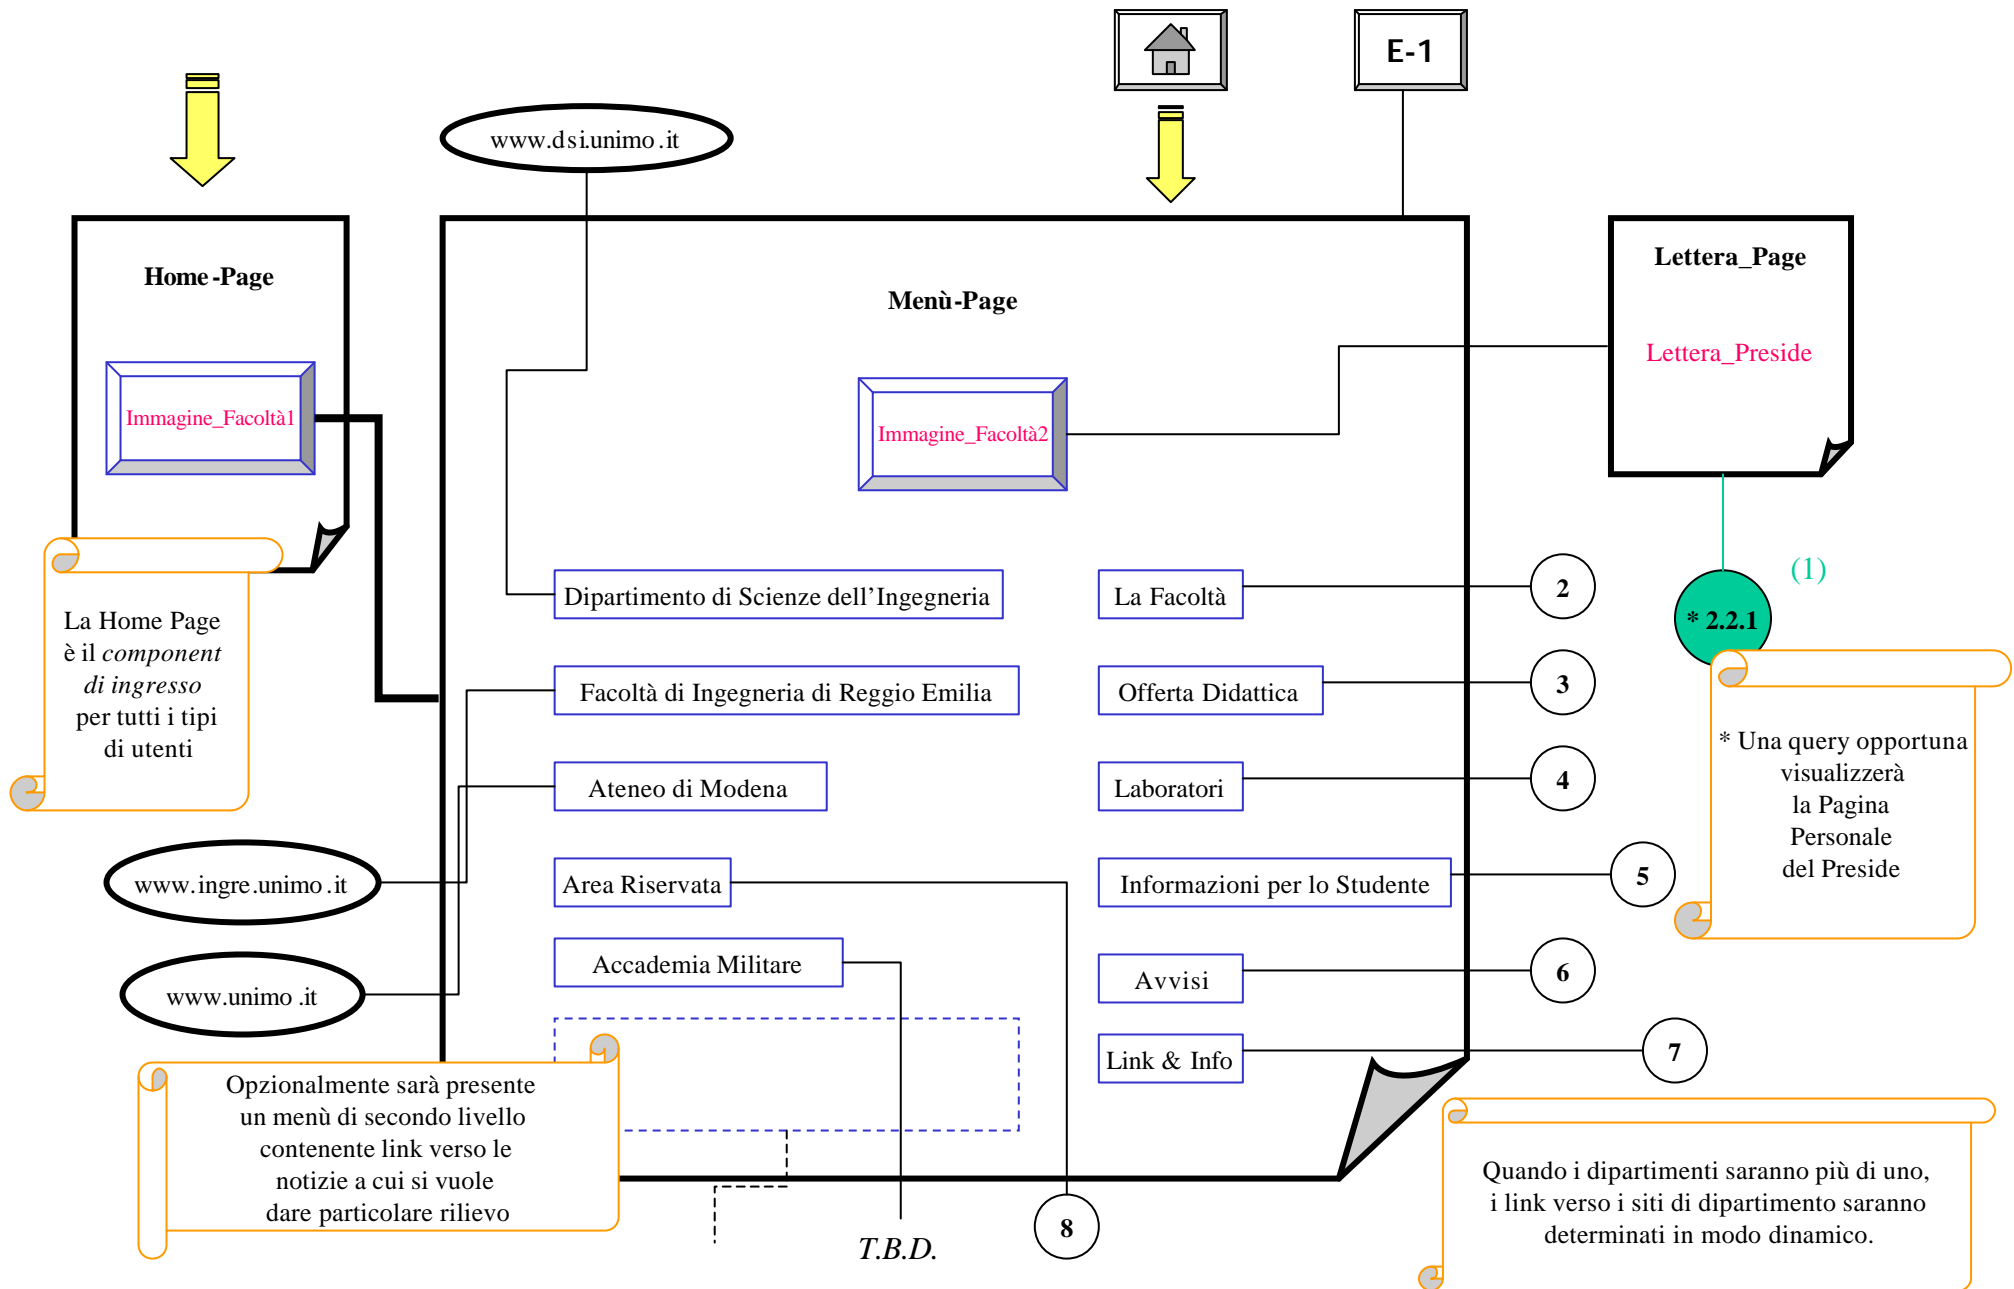 E-1
www.dsi.unimo.it
Home-Page
Immagine_Facoltà1
La Home Page
è il component
di ingresso
per tutti i tipi
di utenti
Menù-Page
Immagine_Facoltà2
Lettera_Page
Lettera_Preside
(1)
* 2.2.1
* Una query opportuna
visualizzerà
la Pagina
Personale
del Preside
Dipartimento di Scienze dell’Ingegneria
Facoltà di Ingegneria di Reggio Emilia
Ateneo di Modena
Area Riservata
Accademia Militare
La Facoltà
2
Offerta Didattica
3
Laboratori
4
Informazioni per lo Studente
5
Avvisi
6
Link & Info
7
www.ingre.unimo.it
www.unimo.it
Opzionalmente sarà presente
un menù di secondo livello
contenente link verso le
notizie a cui si vuole
dare particolare rilievo
T.B.D.
8
Quando i dipartimenti saranno più di uno,
i link verso i siti di dipartimento saranno
determinati in modo dinamico.